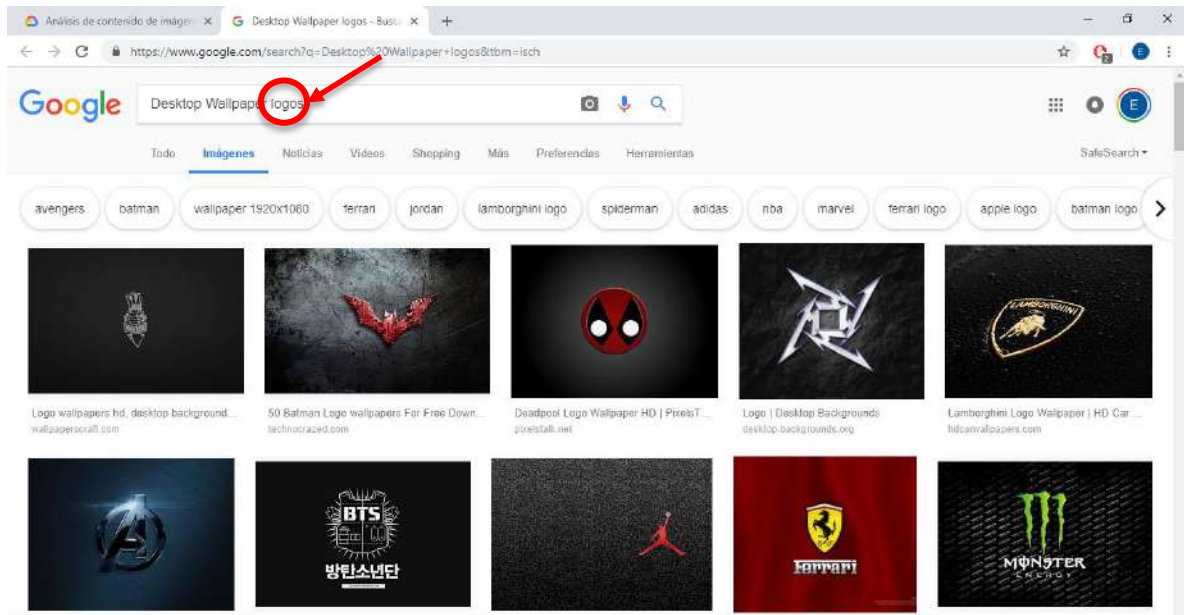 Análisis de contenido de imágen
Desktop Wallpaper logos - Busca
https://www.google.com/search?q=Desktop%20Wallpaper+logos&tbm=isch
2
E
Google
Desktop Wallpaper logos
E
Todo
Imágenes
Noticias
Vídeos
Shopping
Más
Preferencias
Herramientas
SafeSearch
avengers
batman
wallpaper 1920x1080
ferrari
jordan
lamborghini logo
spiderman
adidas
nba
marvel
ferrari logo
apple logo
batman logo
LAMBORGHINI
Logo wallpapers hd, desktop background...
wallpaperscraft.com
50 Batman Logo wallpapers For Free Down...
technocrazed.com
Deadpool Logo Wallpaper HD | PixelsT...
pixelstalk.net
Logo | Desktop Backgrounds
desktop-backgrounds.org
Lamborghini Logo Wallpaper | HD Car ...
hdcarwallpapers.com
BTS
방탄소년단
Ferrari
MONSTER
ENERGY